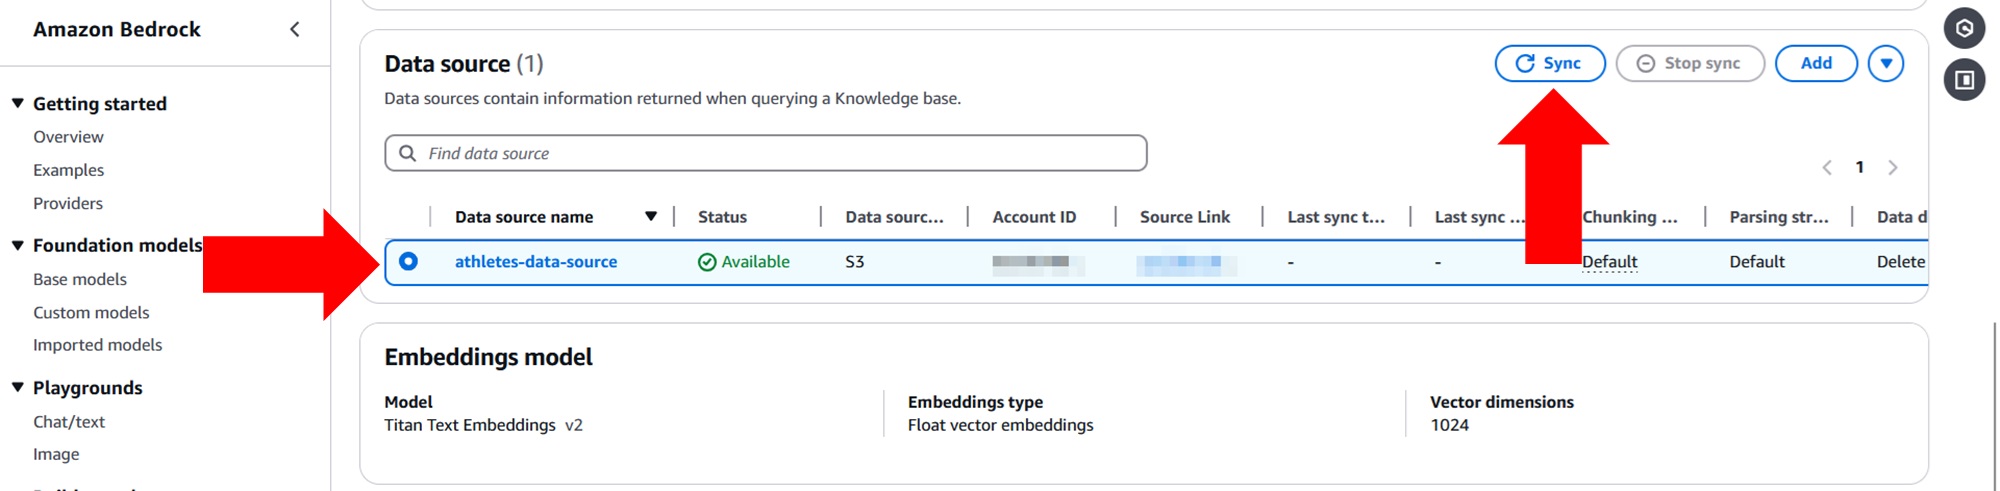 Amazon Bedrock
Getting started
Overview
Examples
Providers
Foundation models
Base models
Custom models
Imported models
Playgrounds
Chat/text
Image
Data source (1)
Sync
Stop sync
Add
Data sources contain information returned when querying a Knowledge base.
Find data source
1
Data source name Status Data sourc... Account ID Source Link Last sync t... Last sync ... Chunking ... Parsing str... Data d
athletes-data-source Available S3 - - Default Default Delete
Embeddings model
Model Embeddings type Vector dimensions
Titan Text Embeddings v2 Float vector embeddings 1024